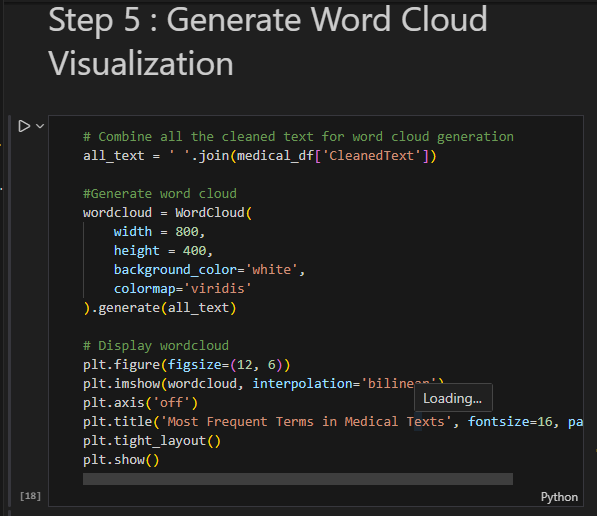 Step 5 : Generate Word Cloud
Visualization
# Combine all the cleaned text for word cloud generation
all_text = ' '.join(medical_df['CleanedText'])
#Generate word cloud
wordcloud = WordCloud(
    width = 800,
    height = 400,
    background_color='white',
    colormap='viridis'
).generate(all_text)
# Display wordcloud
plt.figure(figsize=(12, 6))
plt.imshow(wordcloud, interpolation='bilinear')
plt.axis('off')
Loading...
plt.title('Most Frequent Terms in Medical Texts', fontsize=16, pa
plt.tight_layout()
plt.show()
[18]
Python